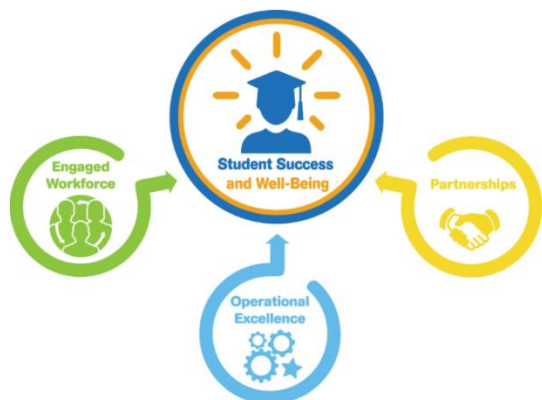 Student Success
and Well-Being
Engaged
Workforce
Partnerships
Operational
Excellence